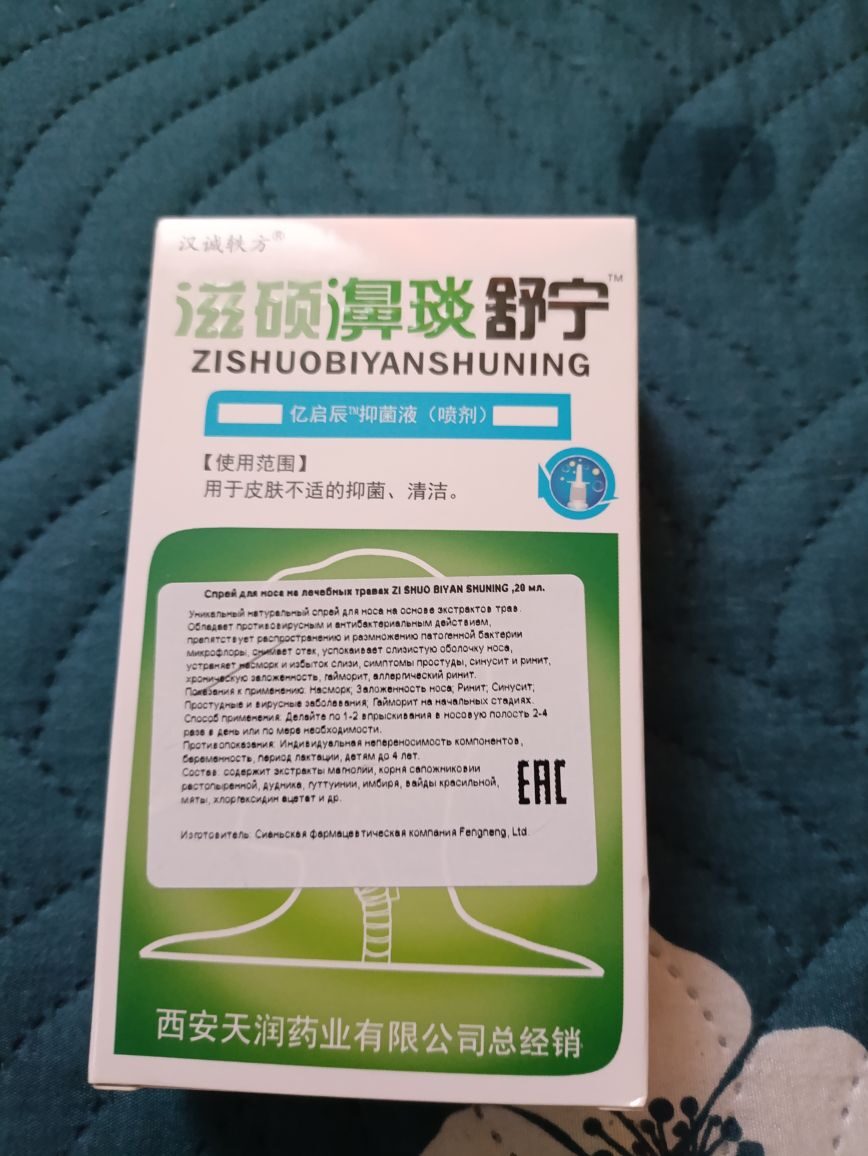 汉诚轶方®
滋硕濞琰舒宁™
ZISHUOBIYANSHUNING
亿启辰™抑菌液（喷剂）
【使用范围】
用于皮肤不适的抑菌、清洁。
Спрей для носа на лечебных травах ZI SHUO BIYAN SHUNING ,20 мл.
Уникальный натуральный спрей для носа на основе экстрактов трав.
Обладает противовирусным и антибактериальным действием,
препятствует распространению и размножению патогенной бактерии
микрофлоры, снимает отек, успокаивает слизистую оболочку носа,
устраняет насморк и избыток слизи, симптомы простуды, синусит и ринит,
хроническую заложенность, гайморит, аллергический ринит.
Показания к применению: Насморк; Заложенность носа; Ринит; Синусит;
Простудные и вирусные заболевания; Гайморит на начальных стадиях.
Способ применения: Делайте по 1-2 впрыскивания в носовую полость 2-4
раза в день или по мере необходимости.
Противопоказания: Индивидуальная непереносимость компонентов,
беременность, период лактации, детям до 4 лет.
Состав: содержит экстракты магнолии, корня сапожниковии
растопыренной, дудника, гуттуинии, имбиря, вайды красильной,
мяты, хлоргексидин ацетат и др.
EAC
Изготовитель: Сианьская фармацевтическая компания Fengneng, Ltd.
西安天润药业有限公司总经销